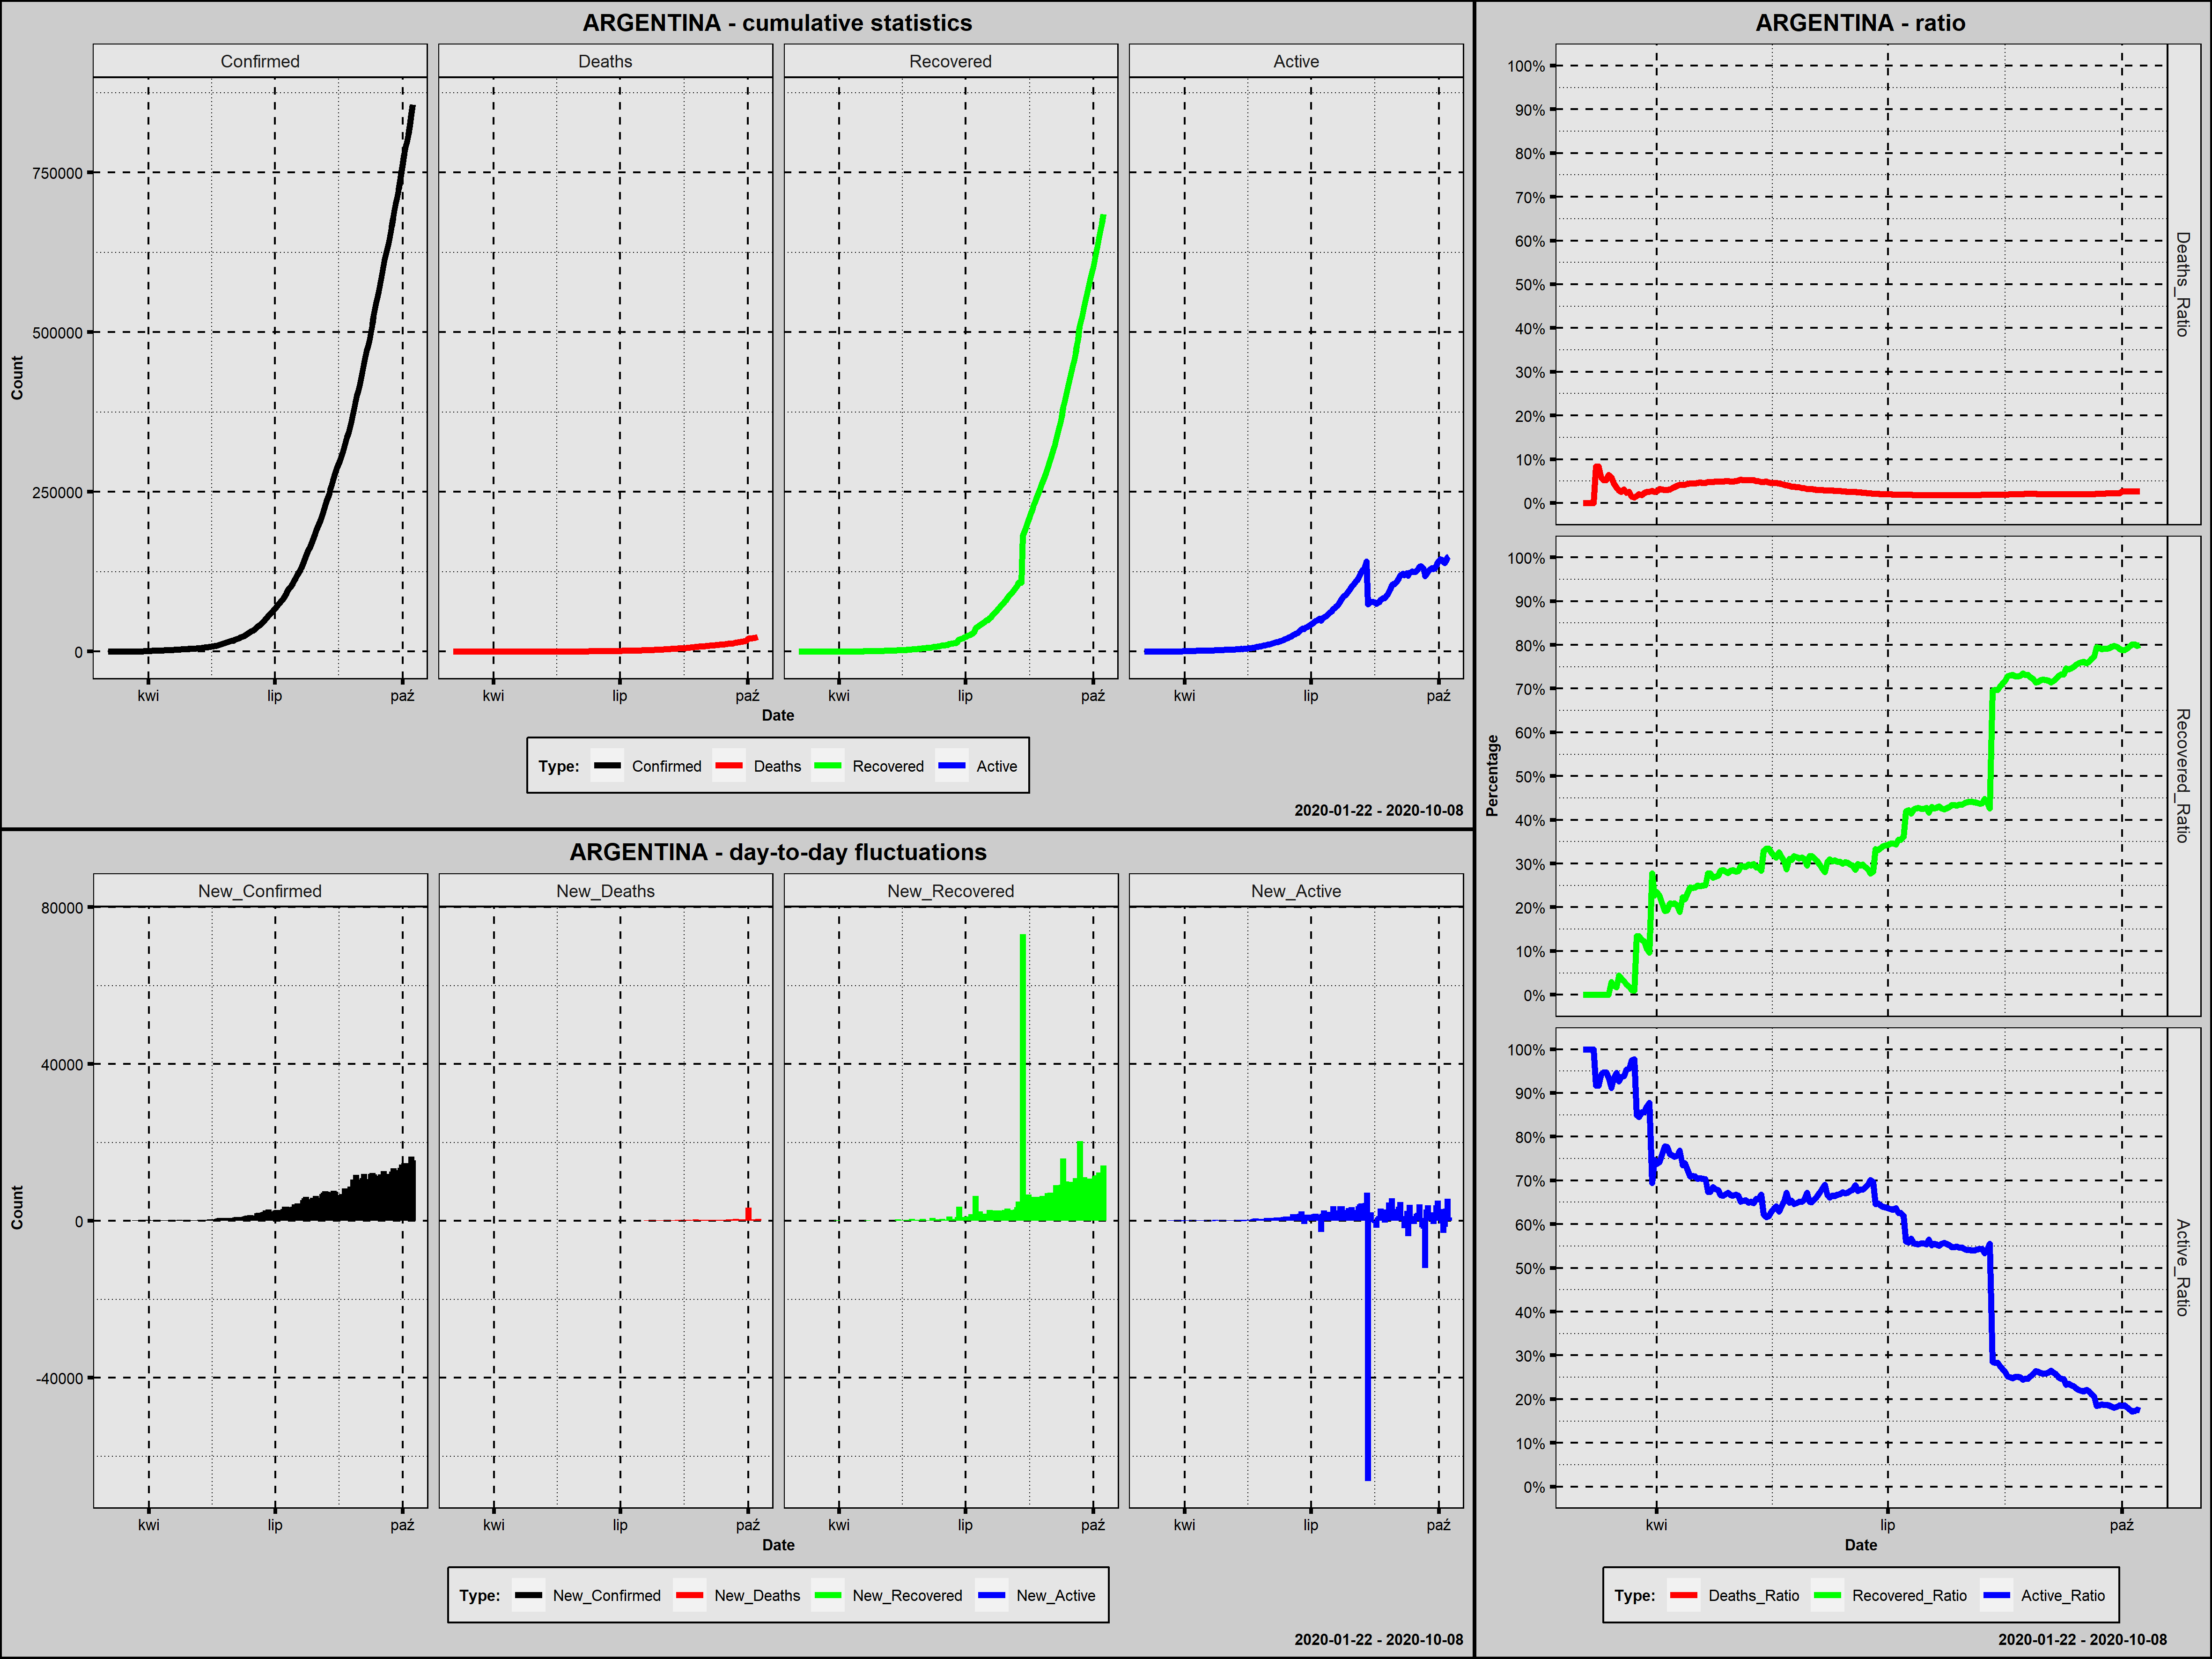 ARGENTINA - cumulative statistics
Confirmed Deaths Recovered Active
Count
750000
500000
250000
0
kwi lip paź kwi lip paź kwi lip paź kwi lip paź
Date
Type: Confirmed Deaths Recovered Active
2020-01-22 - 2020-10-08
ARGENTINA - day-to-day fluctuations
New_Confirmed New_Deaths New_Recovered New_Active
Count
80000
40000
0
-40000
kwi lip paź kwi lip paź kwi lip paź kwi lip paź
Date
Type: New_Confirmed New_Deaths New_Recovered New_Active
2020-01-22 - 2020-10-08
ARGENTINA - ratio
Percentage
100%
90%
80%
70%
60%
50%
40%
30%
20%
10%
0%
Deaths_Ratio
100%
90%
80%
70%
60%
50%
40%
30%
20%
10%
0%
Recovered_Ratio
100%
90%
80%
70%
60%
50%
40%
30%
20%
10%
0%
Active_Ratio
kwi lip paź
Date
Type: Deaths_Ratio Recovered_Ratio Active_Ratio
2020-01-22 - 2020-10-08